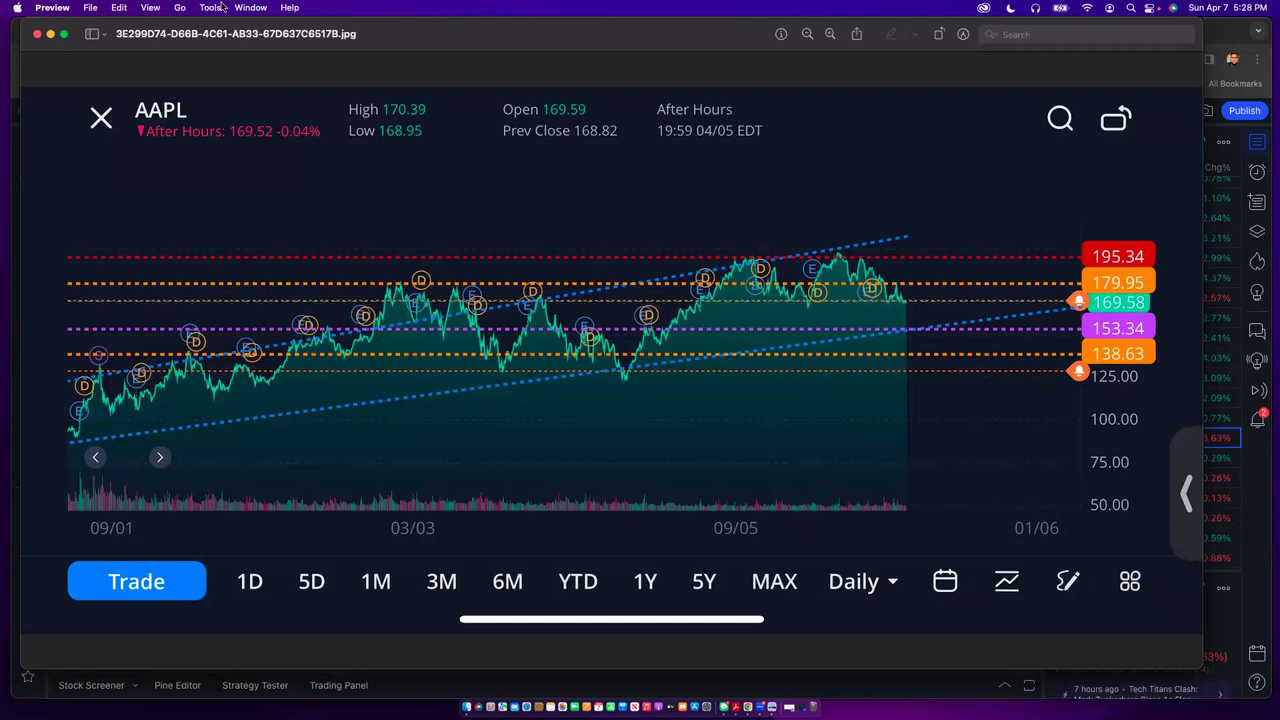 Preview File Edit View Go Tools Window Help Sun Apr 7 5:28 PM
3E299D74-D66B-4C61-AB33-67D637C6517B.jpg Search
All Bookmarks
Publish
AAPL High 170.39 Open 169.59 After Hours
After Hours: 169.52 -0.04% Low 168.95 Prev Close 168.82 19:59 04/05 EDT
Chg%
195.34
179.95
169.58
153.34
138.63
125.00
100.00
75.00
50.00
09/01 03/03 09/05 01/06
Trade 1D 5D 1M 3M 6M YTD 1Y 5Y MAX Daily
Stock Screener Pine Editor Strategy Tester Trading Panel
7 hours ago • Tech Titans Clash: